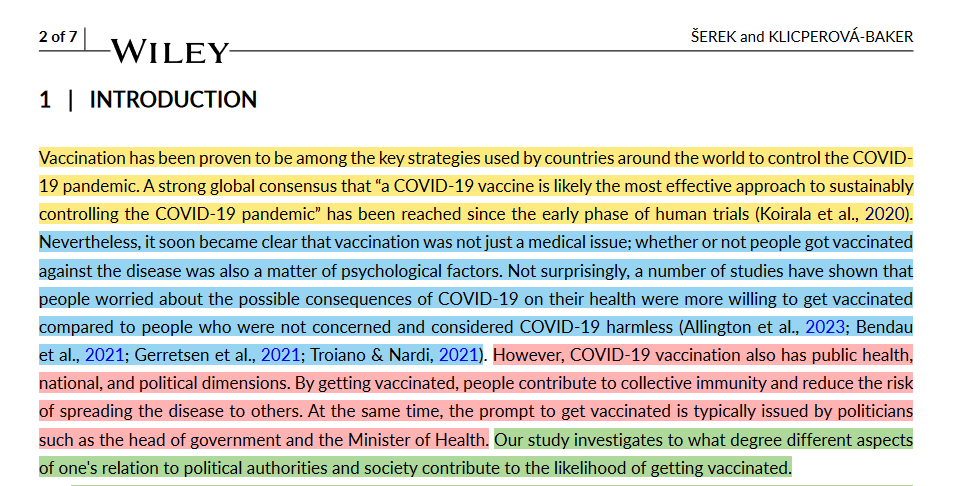 2 of 7
WILEY
ŠEREK and KLICPEROVÁ-BAKER
1 | INTRODUCTION
Vaccination has been proven to be among the key strategies used by countries around the world to control the COVID-
19 pandemic. A strong global consensus that “a COVID-19 vaccine is likely the most effective approach to sustainably
controlling the COVID-19 pandemic” has been reached since the early phase of human trials (Koirala et al., 2020).
Nevertheless, it soon became clear that vaccination was not just a medical issue; whether or not people got vaccinated
against the disease was also a matter of psychological factors. Not surprisingly, a number of studies have shown that
people worried about the possible consequences of COVID-19 on their health were more willing to get vaccinated
compared to people who were not concerned and considered COVID-19 harmless (Allington et al., 2023; Bendau
et al., 2021; Gerretsen et al., 2021; Troiano & Nardi, 2021). However, COVID-19 vaccination also has public health,
national, and political dimensions. By getting vaccinated, people contribute to collective immunity and reduce the risk
of spreading the disease to others. At the same time, the prompt to get vaccinated is typically issued by politicians
such as the head of government and the Minister of Health. Our study investigates to what degree different aspects
of one's relation to political authorities and society contribute to the likelihood of getting vaccinated.